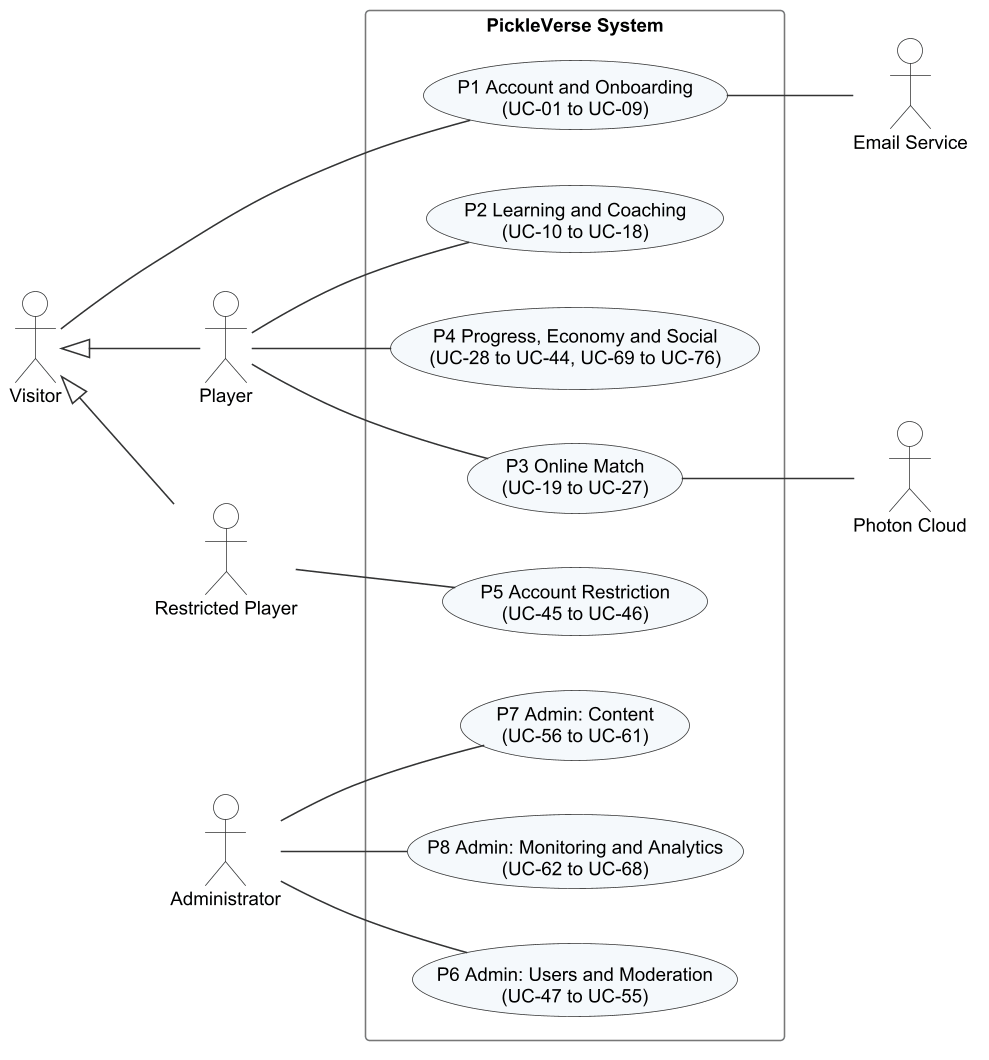 PickleVerse System
P1 Account and Onboarding
(UC-01 to UC-09)
Email Service
P2 Learning and Coaching
(UC-10 to UC-18)
P4 Progress, Economy and Social
(UC-28 to UC-44, UC-69 to UC-76)
Visitor
Player
P3 Online Match
(UC-19 to UC-27)
Photon Cloud
P5 Account Restriction
(UC-45 to UC-46)
Restricted Player
P7 Admin: Content
(UC-56 to UC-61)
P8 Admin: Monitoring and Analytics
(UC-62 to UC-68)
Administrator
P6 Admin: Users and Moderation
(UC-47 to UC-55)